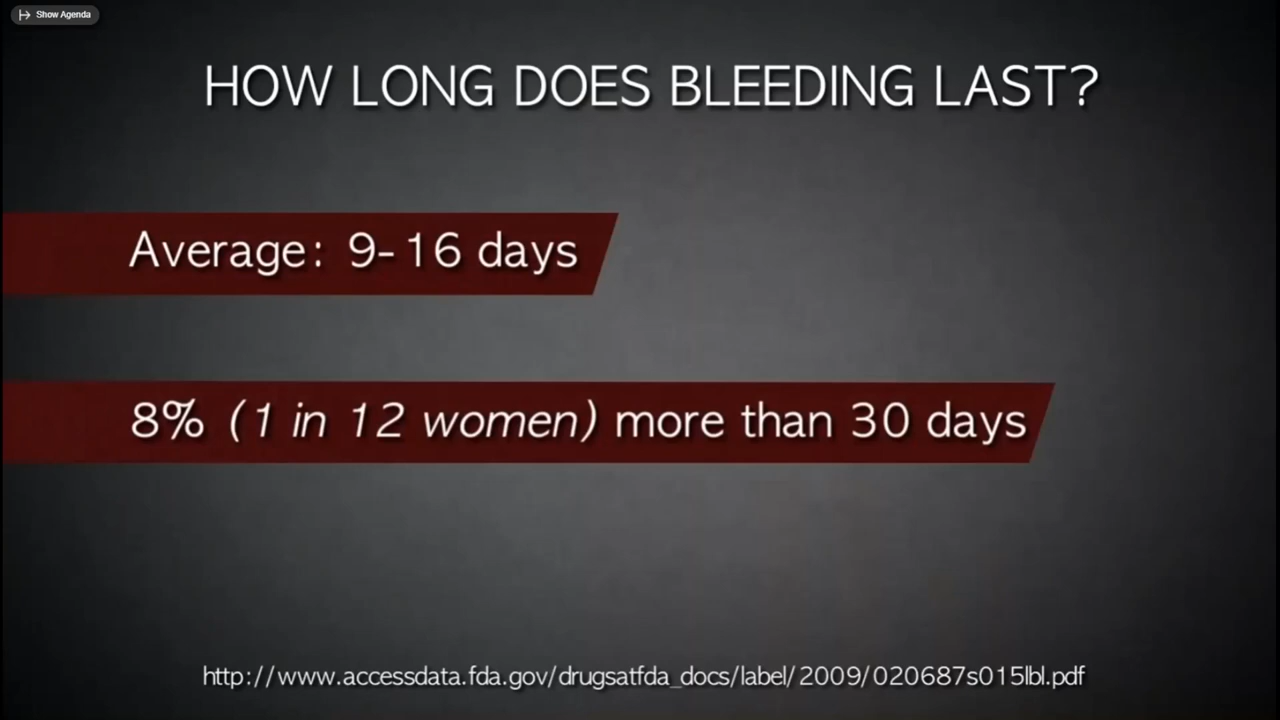 Show Agenda
HOW LONG DOES BLEEDING LAST?
Average: 9-16 days
8% (1 in 12 women) more than 30 days
http://www.accessdata.fda.gov/drugsatfda_docs/label/2009/020687s015lbl.pdf